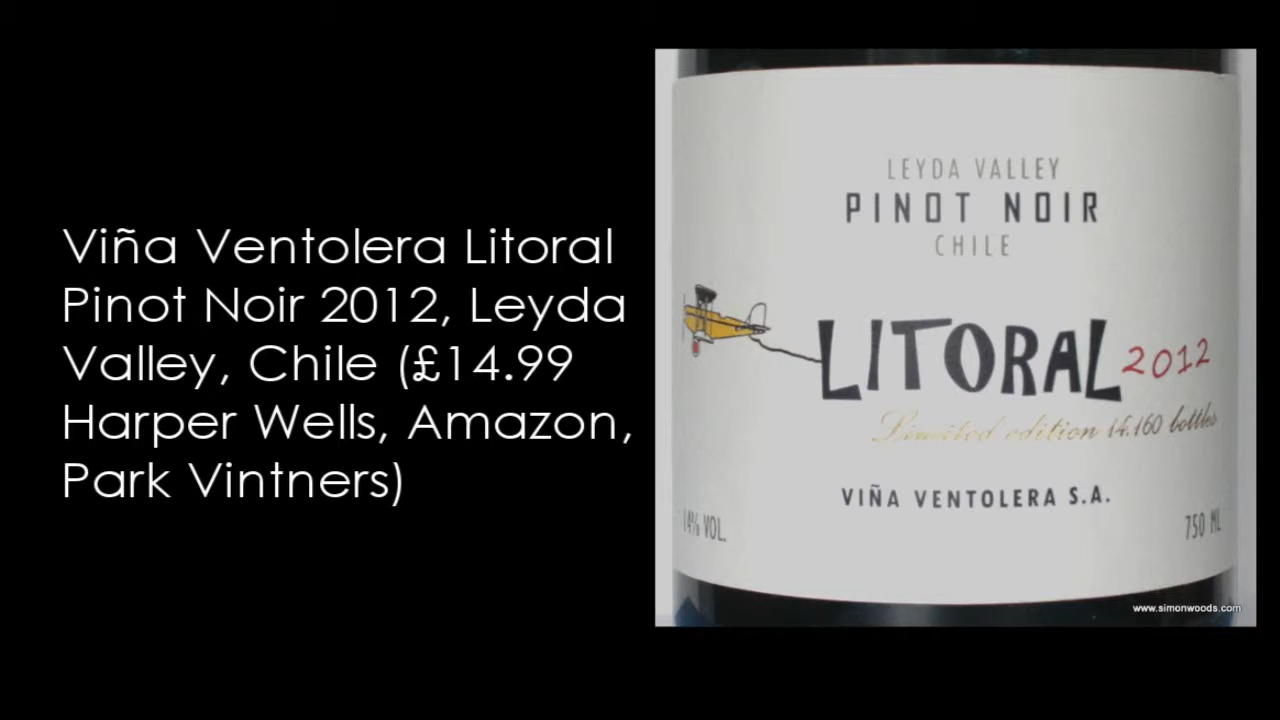 Viña Ventolera Litoral
Pinot Noir 2012, Leyda
Valley, Chile (£14.99
Harper Wells, Amazon,
Park Vintners)
LEYDA VALLEY
PINOT NOIR
CHILE
LITORAL 2012
Limited edition 14.160 bottles
VIÑA VENTOLERA S.A.
14% VOL.
750 ML
www.simonwoods.com